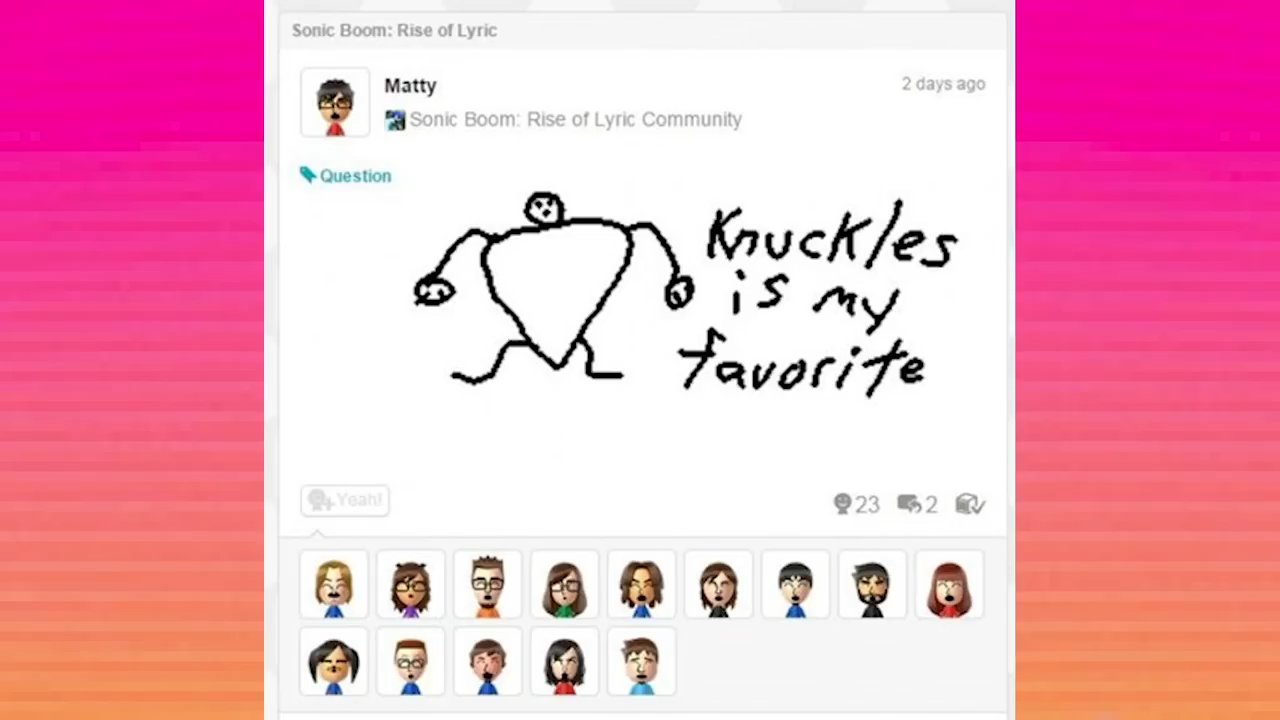 Sonic Boom: Rise of Lyric
Matty
2 days ago
Sonic Boom: Rise of Lyric Community
Question
Knuckles
is my
favorite
Yeah!
23
2